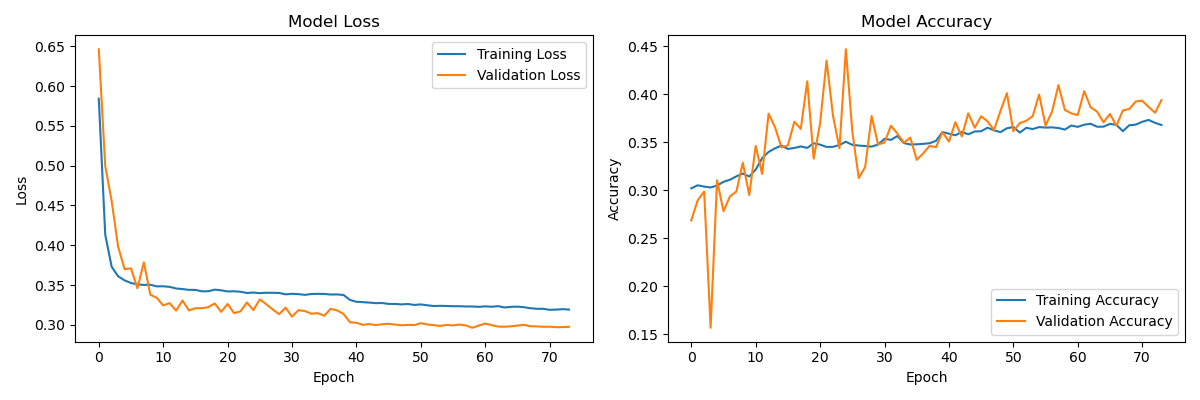 Model Loss
0.65
0.60
0.55
0.50
0.45
0.40
0.35
0.30
Loss
0 10 20 30 40 50 60 70
Epoch
Training Loss
Validation Loss
Model Accuracy
0.45
0.40
0.35
0.30
0.25
0.20
0.15
Accuracy
0 10 20 30 40 50 60 70
Epoch
Training Accuracy
Validation Accuracy